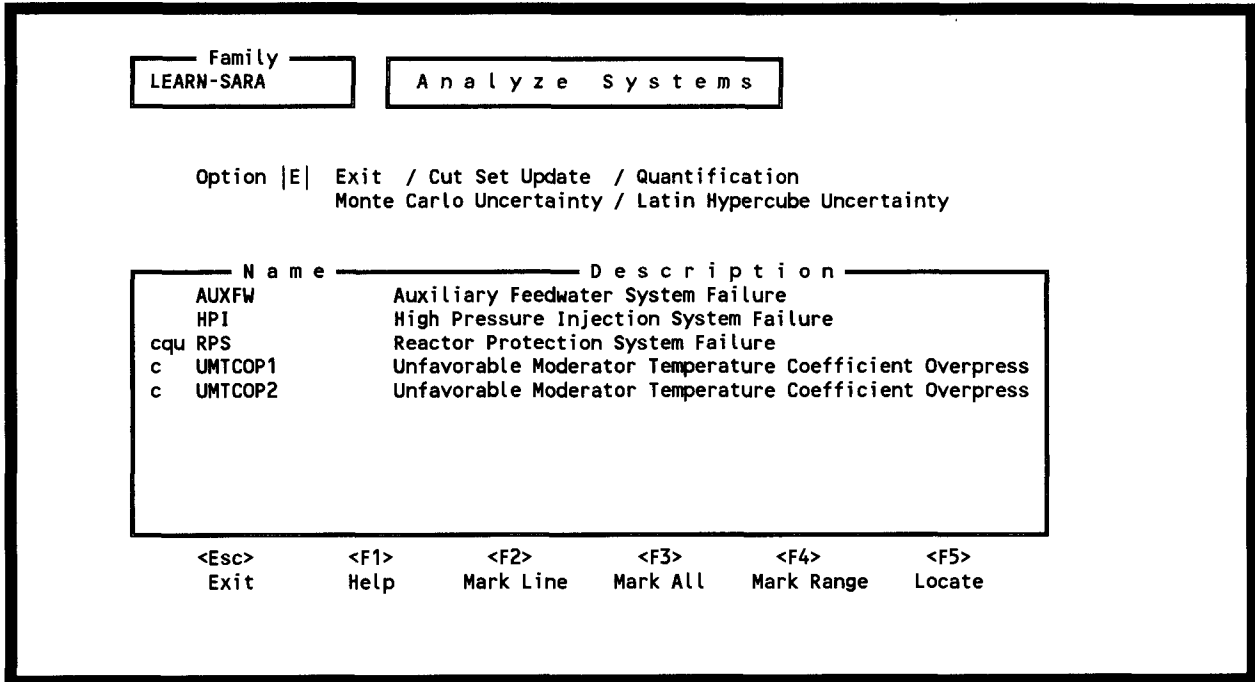 Family
LEARN-SARA
Analyze Systems
Option |E| Exit / Cut Set Update / Quantification
Monte Carlo Uncertainty / Latin Hypercube Uncertainty
Name Description
AUXFW Auxiliary Feedwater System Failure
HPI High Pressure Injection System Failure
cqu RPS Reactor Protection System Failure
c UMTCOP1 Unfavorable Moderator Temperature Coefficient Overpress
c UMTCOP2 Unfavorable Moderator Temperature Coefficient Overpress
<Esc> <F1> <F2> <F3> <F4> <F5>
Exit Help Mark Line Mark All Mark Range Locate